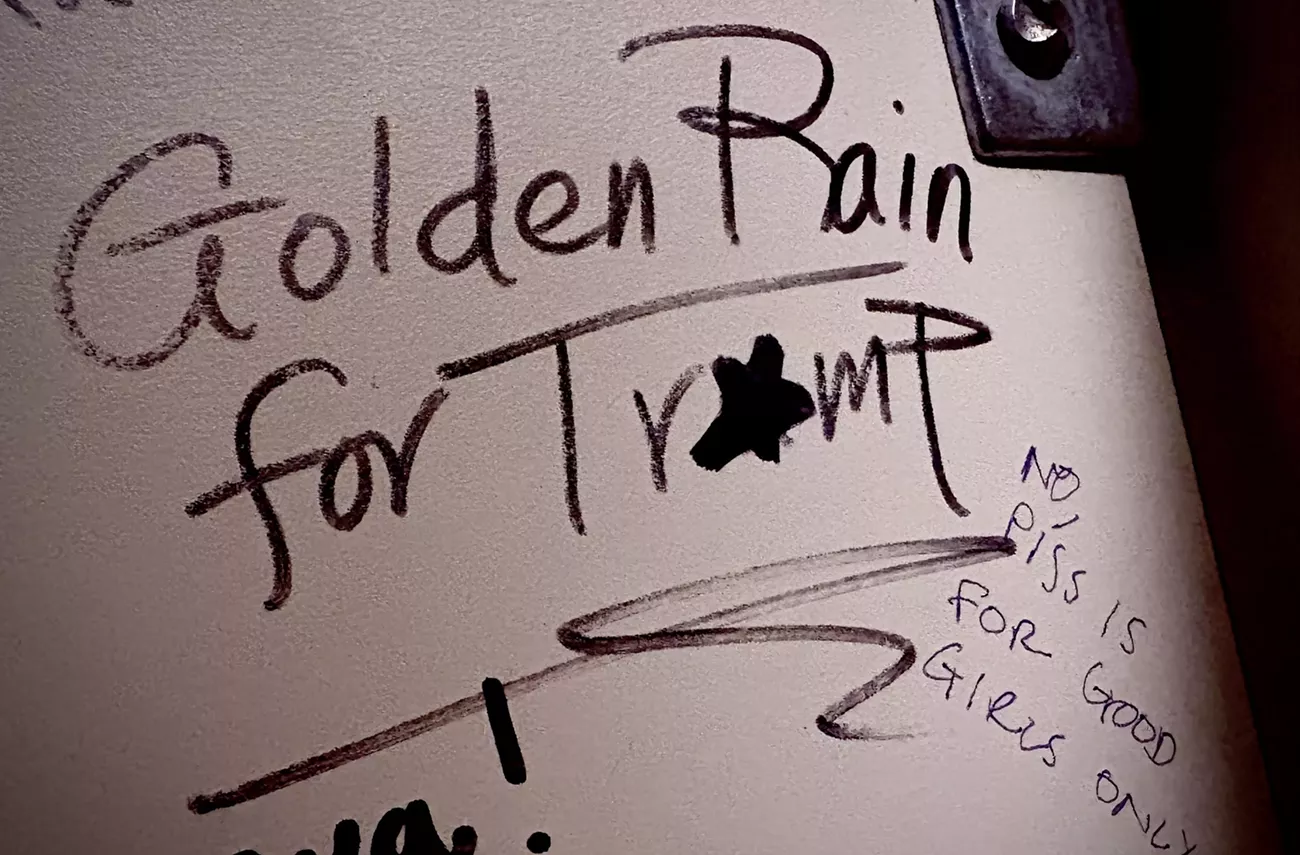 Golden Rain
for Tr★mP
NO,
PISS IS
FOR GOOD
GIRLS ONLY